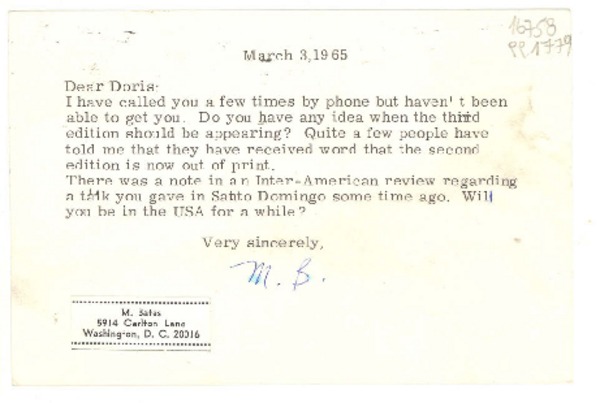 16758
PP1779
March 3,1965
Dear Doris:
I have called you a few times by phone but haven't been
able to get you. Do you have any idea when the third
edition should be appearing? Quite a few people have
told me that they have received word that the second
edition is now out of print.
There was a note in an Inter-American review regarding
a talk you gave in Sahto Domingo some time ago. Will
you be in the USA for a while?
Very sincerely,
M. B.
M. Bates
5914 Carlton Lane
Washington, D. C. 20016